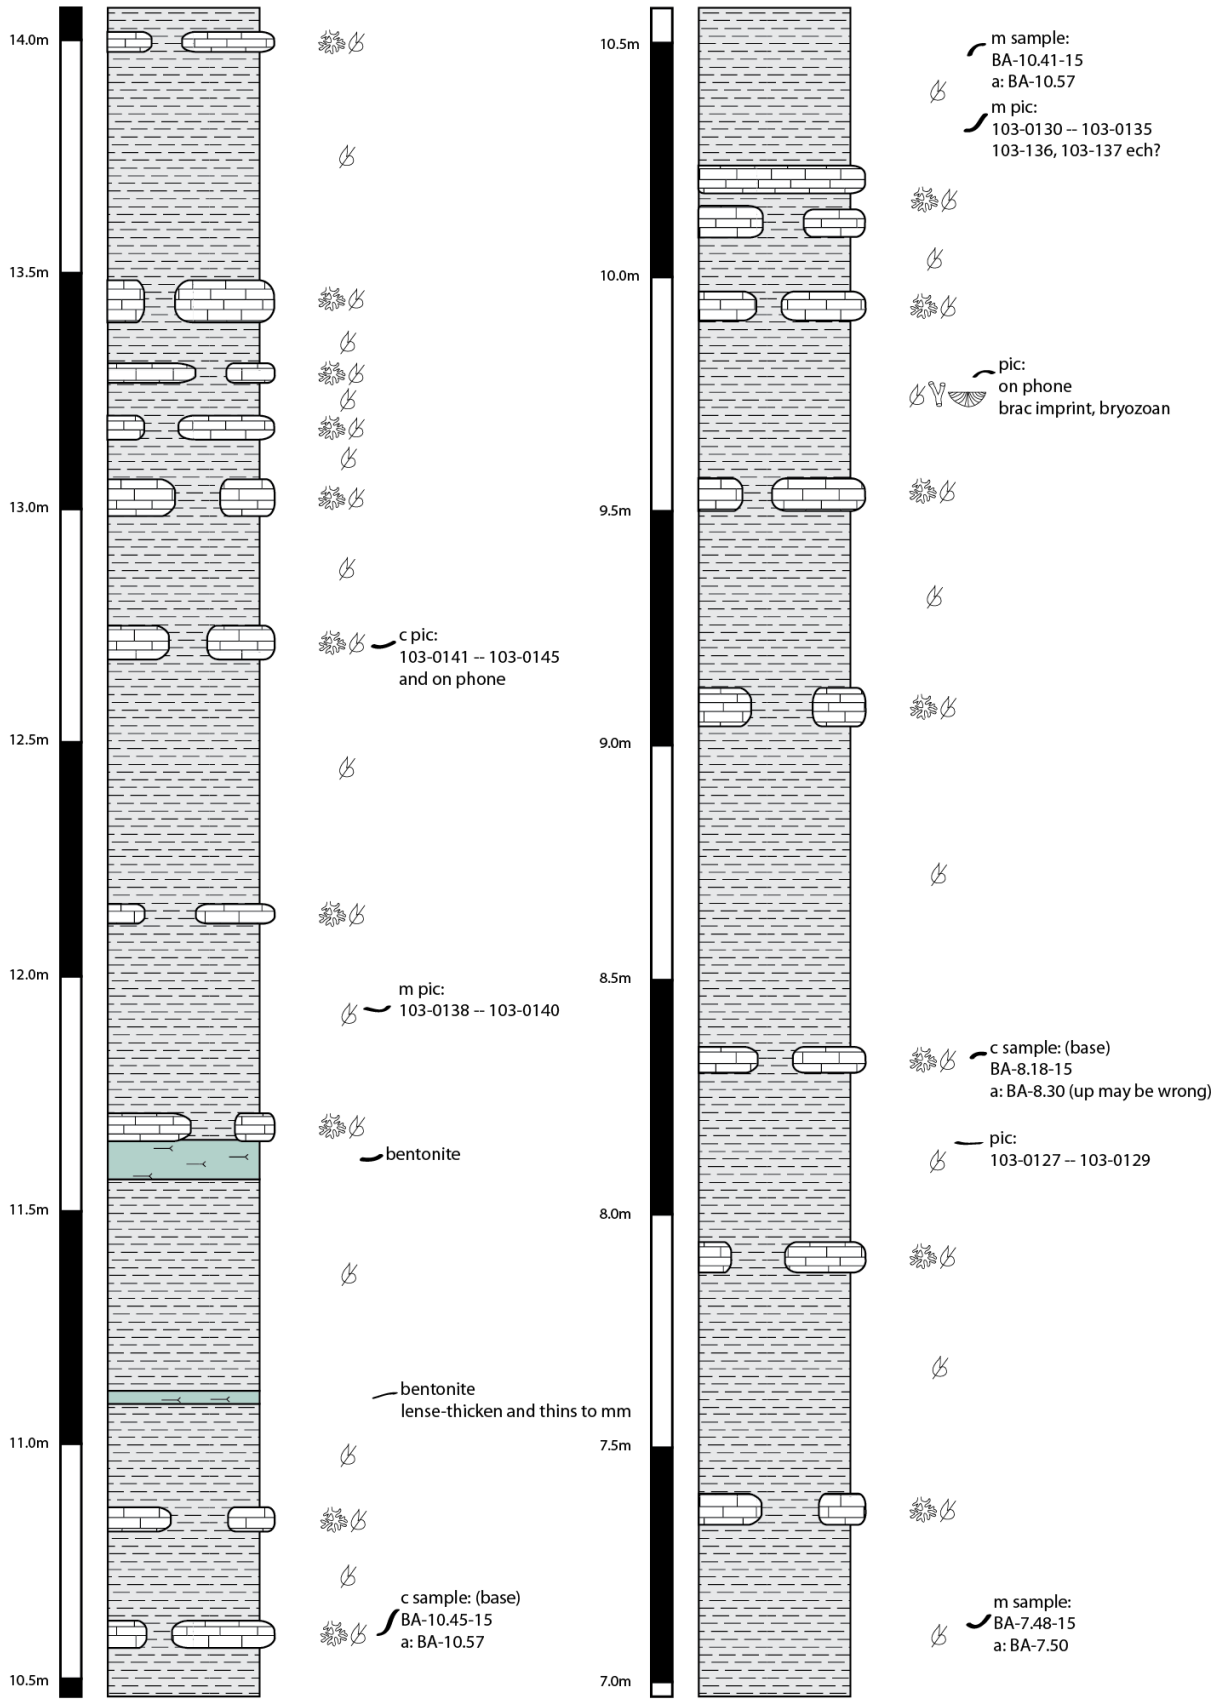 14.0m
13.5m
13.0m
c pic:
103-0141 -- 103-0145
and on phone
12.5m
12.0m
m pic:
103-0138 -- 103-0140
bentonite
11.5m
bentonite
lense-thicken and thins to mm
11.0m
c sample: (base)
BA-10.45-15
a: BA-10.57
10.5m
10.5m
m sample:
BA-10.41-15
a: BA-10.57
m pic:
103-0130 -- 103-0135
103-136, 103-137 ech?
10.0m
pic:
on phone
brac imprint, bryozoan
9.5m
9.0m
8.5m
c sample: (base)
BA-8.18-15
a: BA-8.30 (up may be wrong)
pic:
103-0127 -- 103-0129
8.0m
7.5m
m sample:
BA-7.48-15
a: BA-7.50
7.0m